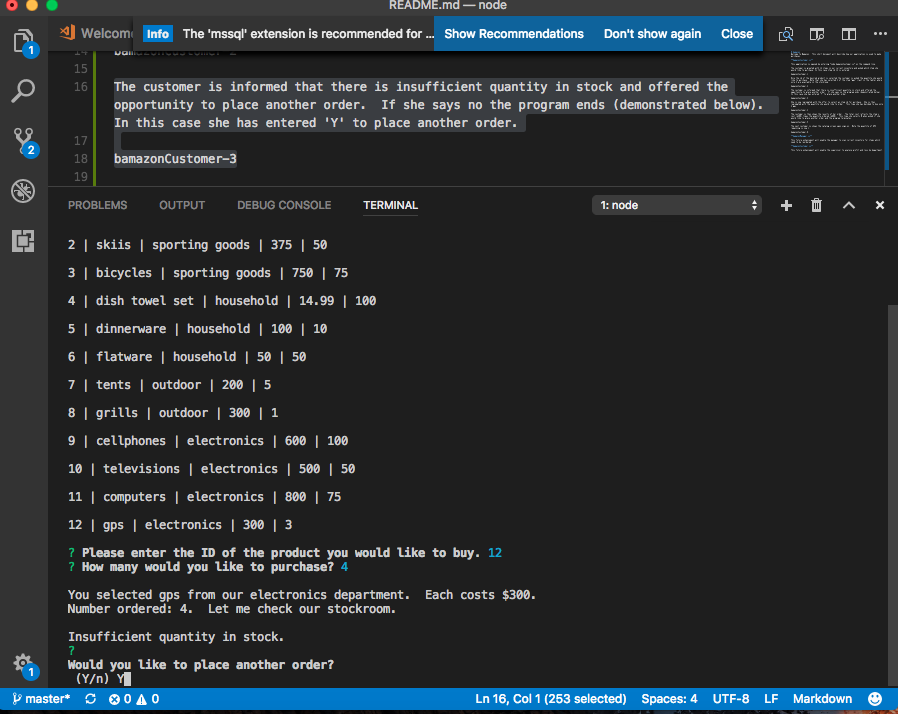 README.md — node
Welcom
Info The 'mssql' extension is recommended for ... Show Recommendations Don't show again Close
14 bamazonCustomer-2
15
16 The customer is informed that there is insufficient quantity in stock and offered the
opportunity to place another order.  If she says no the program ends (demonstrated below).
In this case she has entered 'Y' to place another order.
17
18 bamazonCustomer-3
19
PROBLEMS OUTPUT DEBUG CONSOLE TERMINAL 1: node
2 | skiis | sporting goods | 375 | 50
3 | bicycles | sporting goods | 750 | 75
4 | dish towel set | household | 14.99 | 100
5 | dinnerware | household | 100 | 10
6 | flatware | household | 50 | 50
7 | tents | outdoor | 200 | 5
8 | grills | outdoor | 300 | 1
9 | cellphones | electronics | 600 | 100
10 | televisions | electronics | 500 | 50
11 | computers | electronics | 800 | 75
12 | gps | electronics | 300 | 3
? Please enter the ID of the product you would like to buy. 12
? How many would you like to purchase? 4
You selected gps from our electronics department.  Each costs $300.
Number ordered: 4.  Let me check our stockroom.
Insufficient quantity in stock.
?
Would you like to place another order?
(Y/n) Y
1
2
1
master* 0 0 Ln 16, Col 1 (253 selected) Spaces: 4 UTF-8 LF Markdown